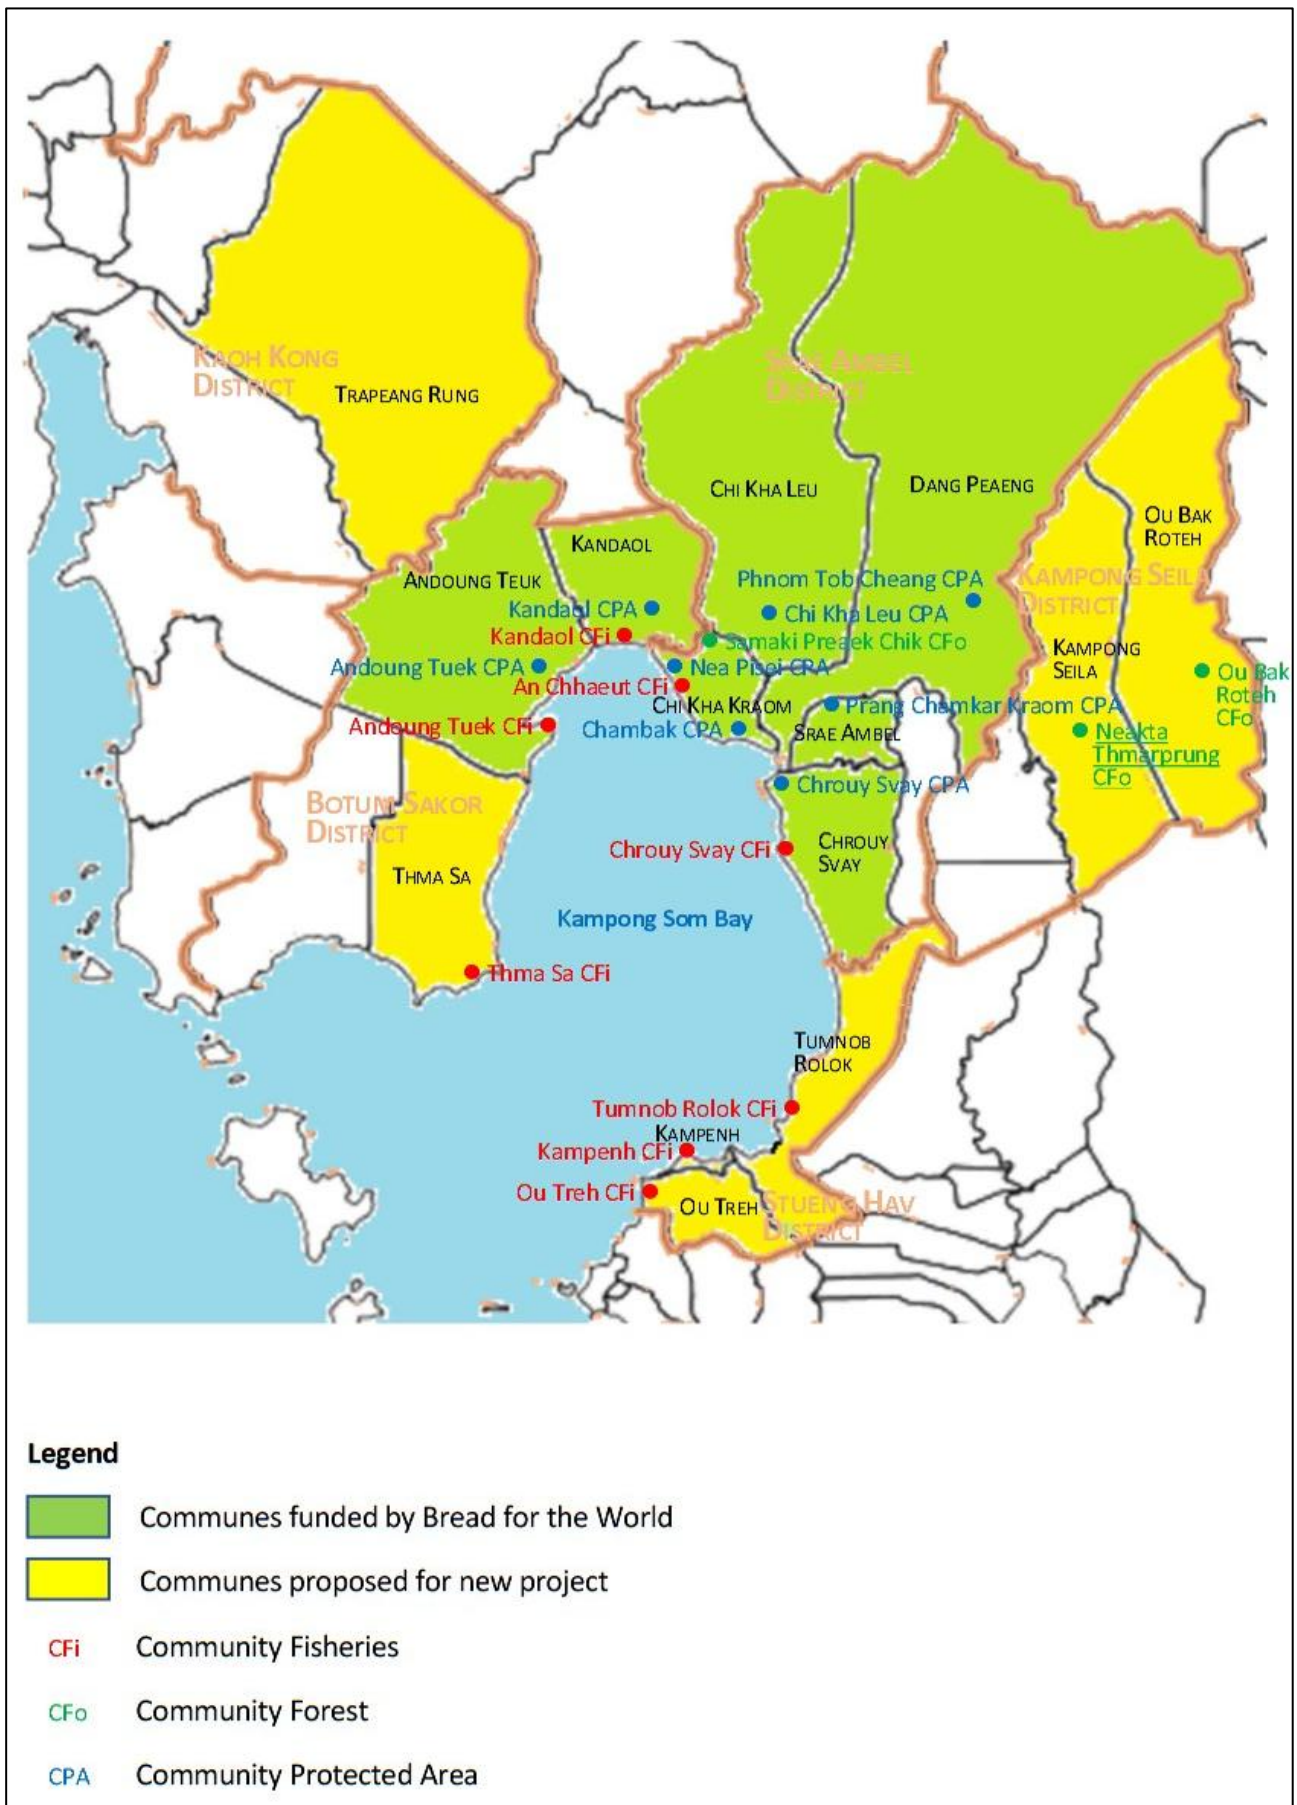 KAOH KONG
DISTRICT
TRAPEANG RUNG
SRAE AMBEL
DISTRICT
CHI KHA LEU
DANG PEAENG
OU BAK
ROTEH
KANDAOL
ANDOUNG TEUK
Phnom Tob Cheang CPA
KAMPONG SEILA
DISTRICT
Kandaol CPA
Chi Kha Leu CPA
Kandaol CFi
Samaki Preaek Chik CFo
KAMPONG
SEILA
Andoung Tuek CPA
Nea Pisei CPA
Ou Bak
Roteh
CFo
An Chhaeut CFi
CHI KHA KRAOM
Prang Chamkar Kraom CPA
Andoung Tuek CFi
Chambak CPA
SRAE AMBEL
Neakta
Thmarprung
CFo
Chrouy Svay CPA
BOTUM SAKOR
DISTRICT
Chrouy Svay CFi
CHROUY
SVAY
THMA SA
Kampong Som Bay
Thma Sa CFi
TUMNOB
ROLOK
Tumnob Rolok CFi
KAMPENH
Kampenh CFi
Ou Treh CFi
OU TREH
STUENG HAV
DISTRICT
Legend
Communes funded by Bread for the World
Communes proposed for new project
CFi Community Fisheries
CFo Community Forest
CPA Community Protected Area